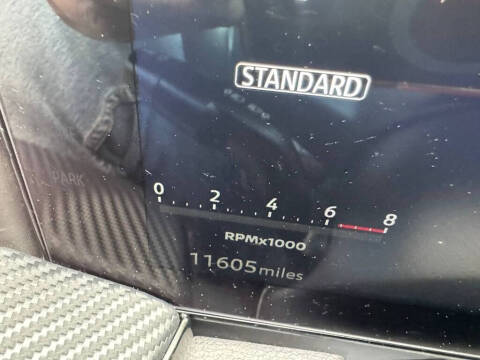 STANDARD
PARK
0 2 4 6 8
RPMx1000
11605miles